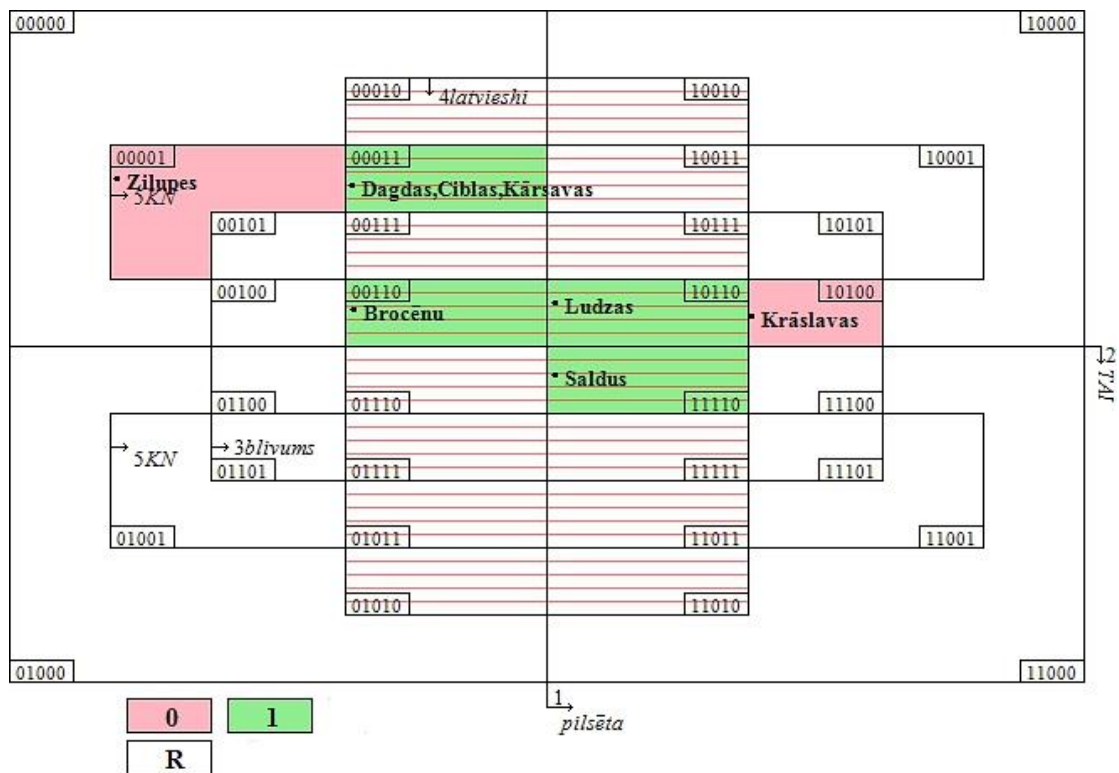 00000 10000
00010 4latvieshi 10010
00001 00011 10011 10001
Ziļupes Dagdas,Ciblas,Kārsavas
5KN
00101 00111 10111 10101
00100 00110 10110 10100
Brocēnu Ludzas Krāslavas
2
TAI
Saldus
01100 01110 11110 11100
5KN 3blivums
01101 01111 11111 11101
01001 01011 11011 11001
01010 11010
01000 11000
1
pilsēta
0 1
R